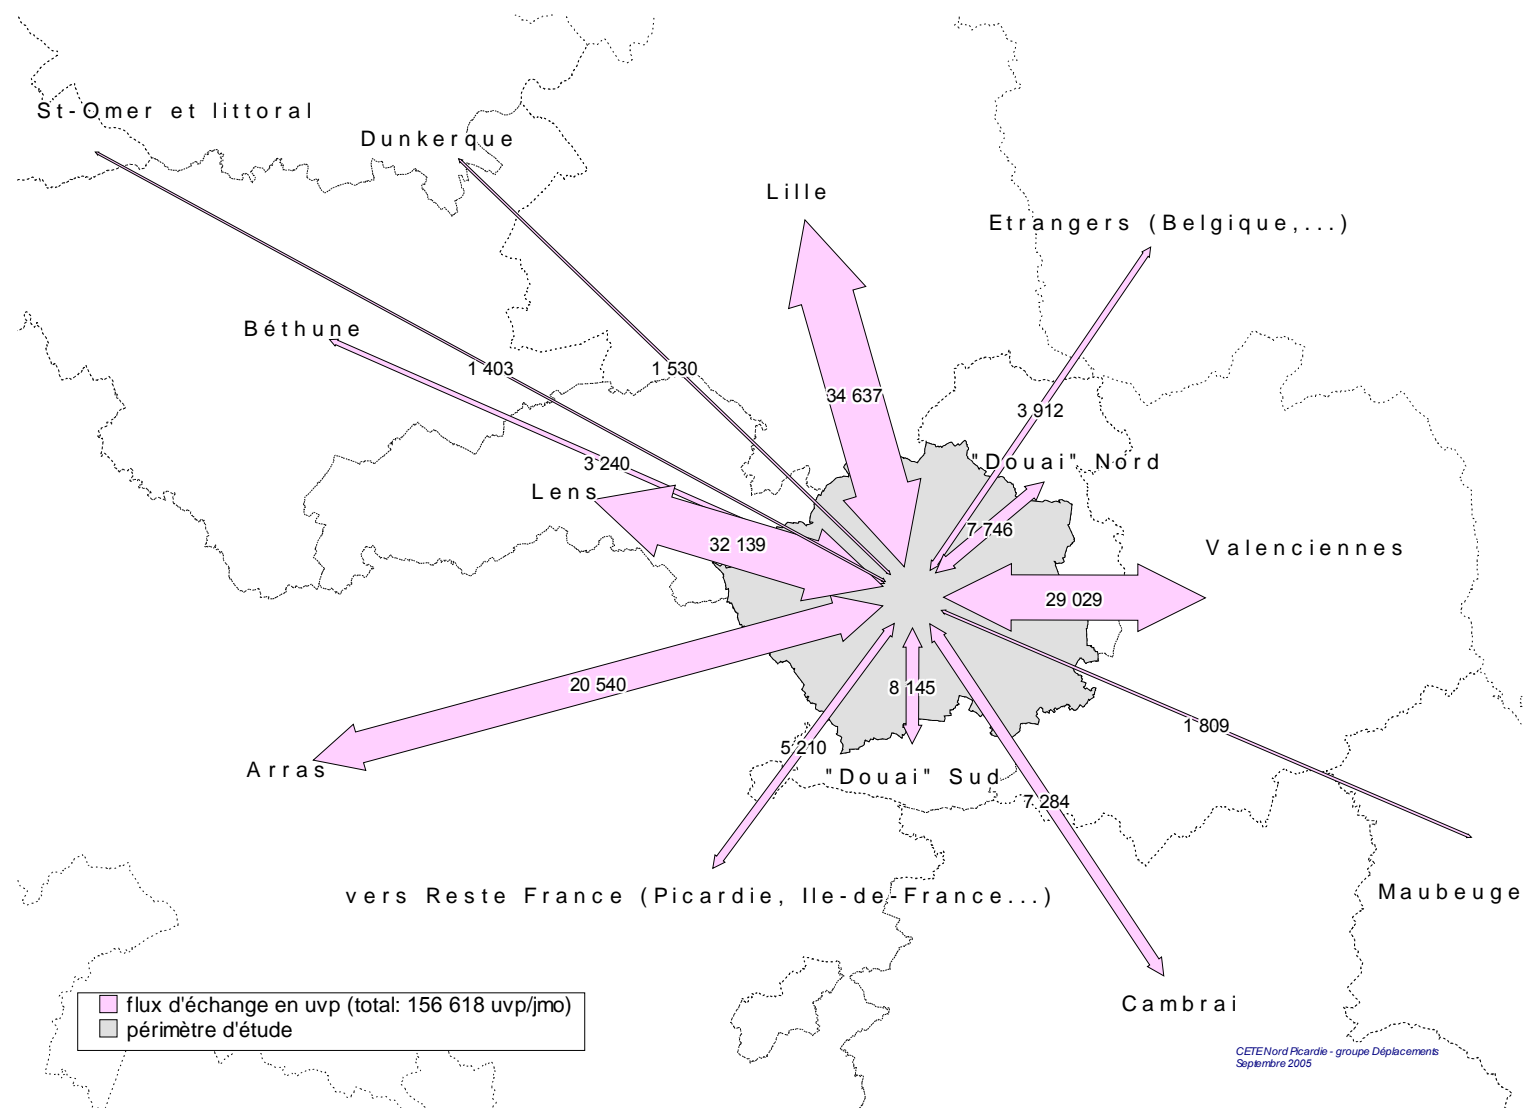 St-Omer et littoral
Dunkerque
Lille
Etrangers (Belgique,...)
Béthune
1 403
1 530
34 637
3 912
3 240
"Douai" Nord
Lens
7 746
32 139
Valenciennes
29 029
20 540
8 145
1 809
5 210
Arras
"Douai" Sud
7 284
vers Reste France (Picardie, Ile-de-France...)
Maubeuge
Cambrai
flux d'échange en uvp (total: 156 618 uvp/jmo)
périmètre d'étude
CETE Nord Picardie - groupe Déplacements
Septembre 2005